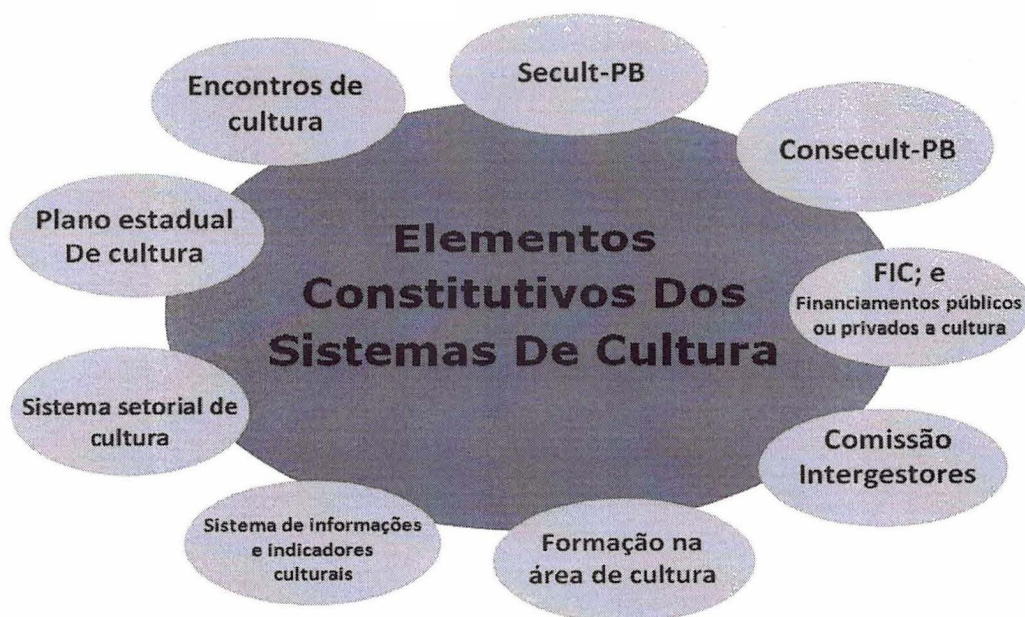 Encontros de
cultura
Secult-PB
Consecult-PB
Plano estadual
De cultura
Elementos
Constitutivos Dos
Sistemas De Cultura
FIC; e
Financiamentos públicos
ou privados a cultura
Sistema setorial de
cultura
Comissão
Intergestores
Sistema de informações
e indicadores
culturais
Formação na
área de cultura